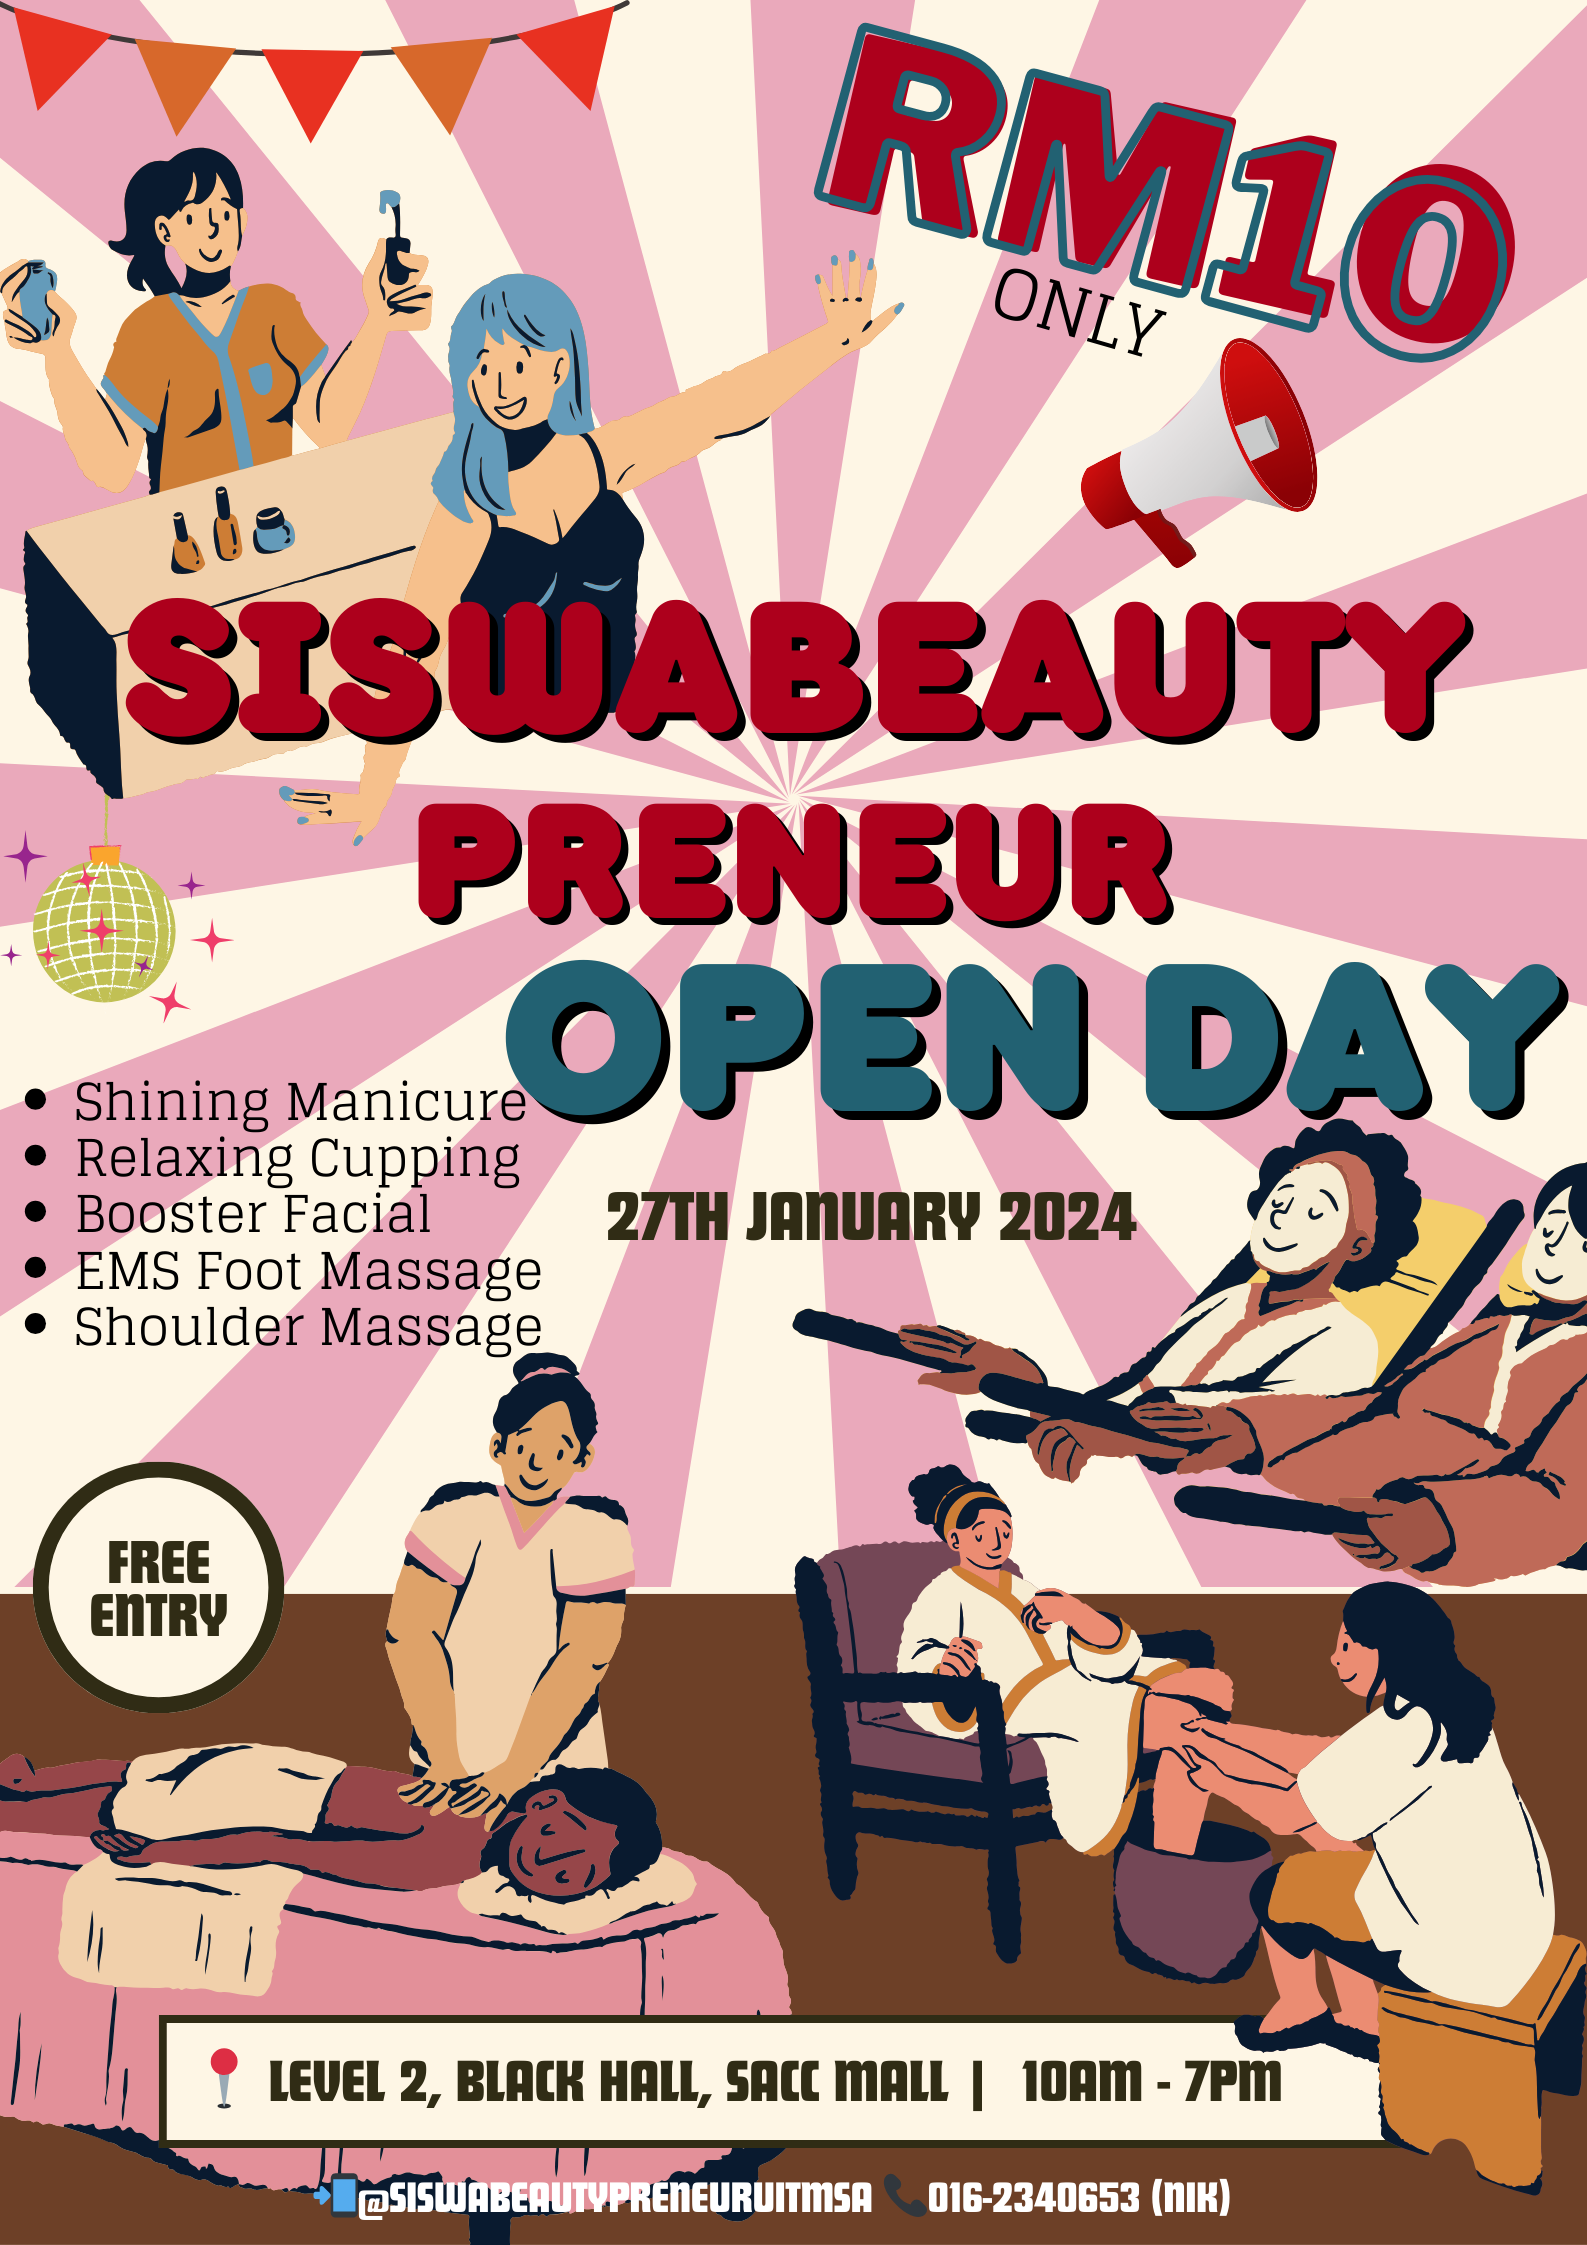 RM10
ONLY
SISWABEAUTY
PRENEUR
OPEN DAY
• Shining Manicure
• Relaxing Cupping
• Booster Facial
• EMS Foot Massage
• Shoulder Massage
27TH JANUARY 2024
FREE
ENTRY
LEVEL 2, BLACK HALL, SACC MALL | 10AM - 7PM
@SISWABEAUTYPRENEURUITMSA 016-2340653 (NIK)